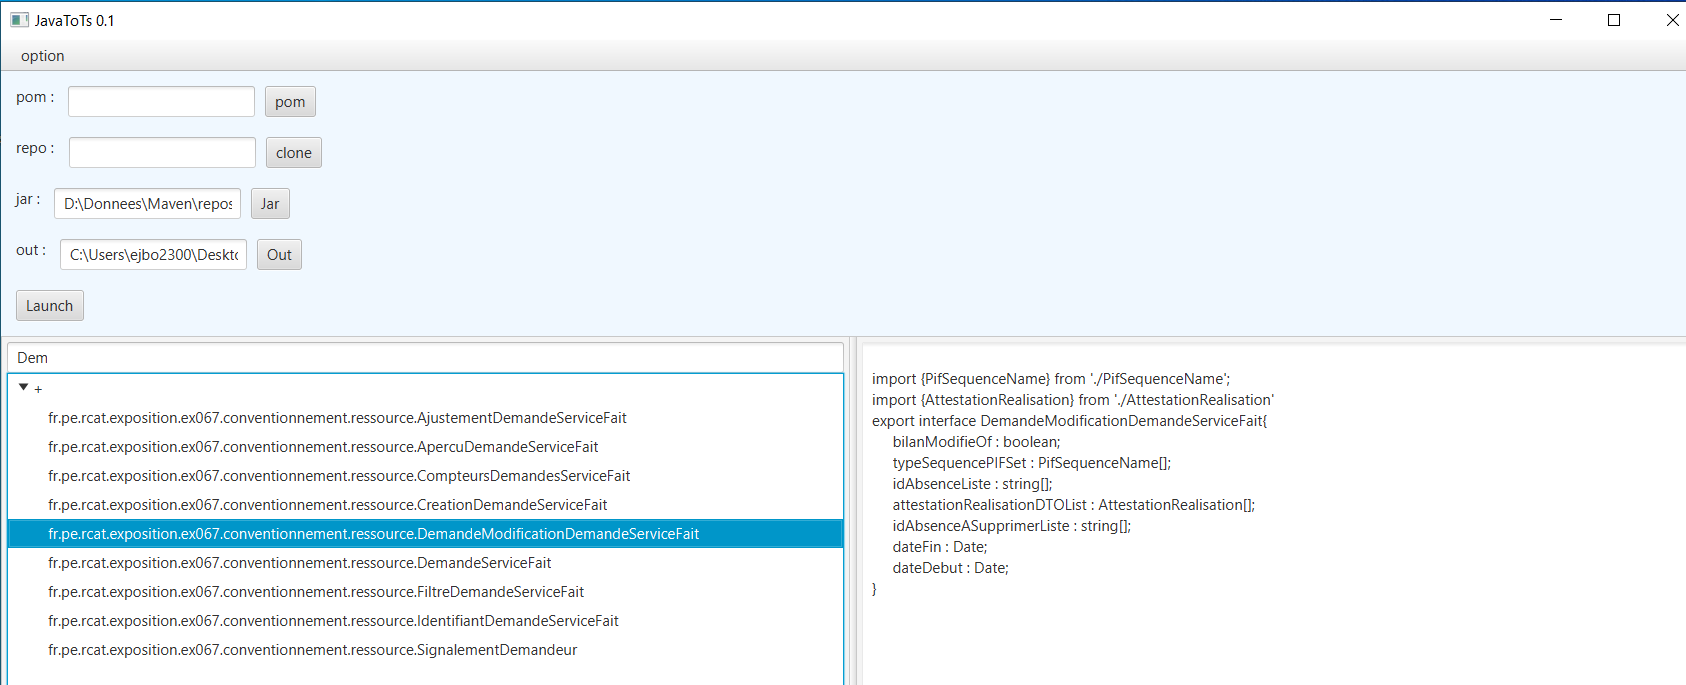 JavaToTs 0.1
option
pom :
pom
repo :
clone
jar :
D:\Donnees\Maven\repos
Jar
out :
C:\Users\ejbo2300\Deskto
Out
Launch
Dem
+
fr.pe.rcat.exposition.ex067.conventionnement.ressource.AjustementDemandeServiceFait
fr.pe.rcat.exposition.ex067.conventionnement.ressource.ApercuDemandeServiceFait
fr.pe.rcat.exposition.ex067.conventionnement.ressource.CompteursDemandesServiceFait
fr.pe.rcat.exposition.ex067.conventionnement.ressource.CreationDemandeServiceFait
fr.pe.rcat.exposition.ex067.conventionnement.ressource.DemandeModificationDemandeServiceFait
fr.pe.rcat.exposition.ex067.conventionnement.ressource.DemandeServiceFait
fr.pe.rcat.exposition.ex067.conventionnement.ressource.FiltreDemandeServiceFait
fr.pe.rcat.exposition.ex067.conventionnement.ressource.IdentifiantDemandeServiceFait
fr.pe.rcat.exposition.ex067.conventionnement.ressource.SignalementDemandeur
import {PifSequenceName} from './PifSequenceName';
import {AttestationRealisation} from './AttestationRealisation'
export interface DemandeModificationDemandeServiceFait{
bilanModifieOf : boolean;
typeSequencePIFSet : PifSequenceName[];
idAbsenceListe : string[];
attestationRealisationDTOList : AttestationRealisation[];
idAbsenceASupprimerListe : string[];
dateFin : Date;
dateDebut : Date;
}